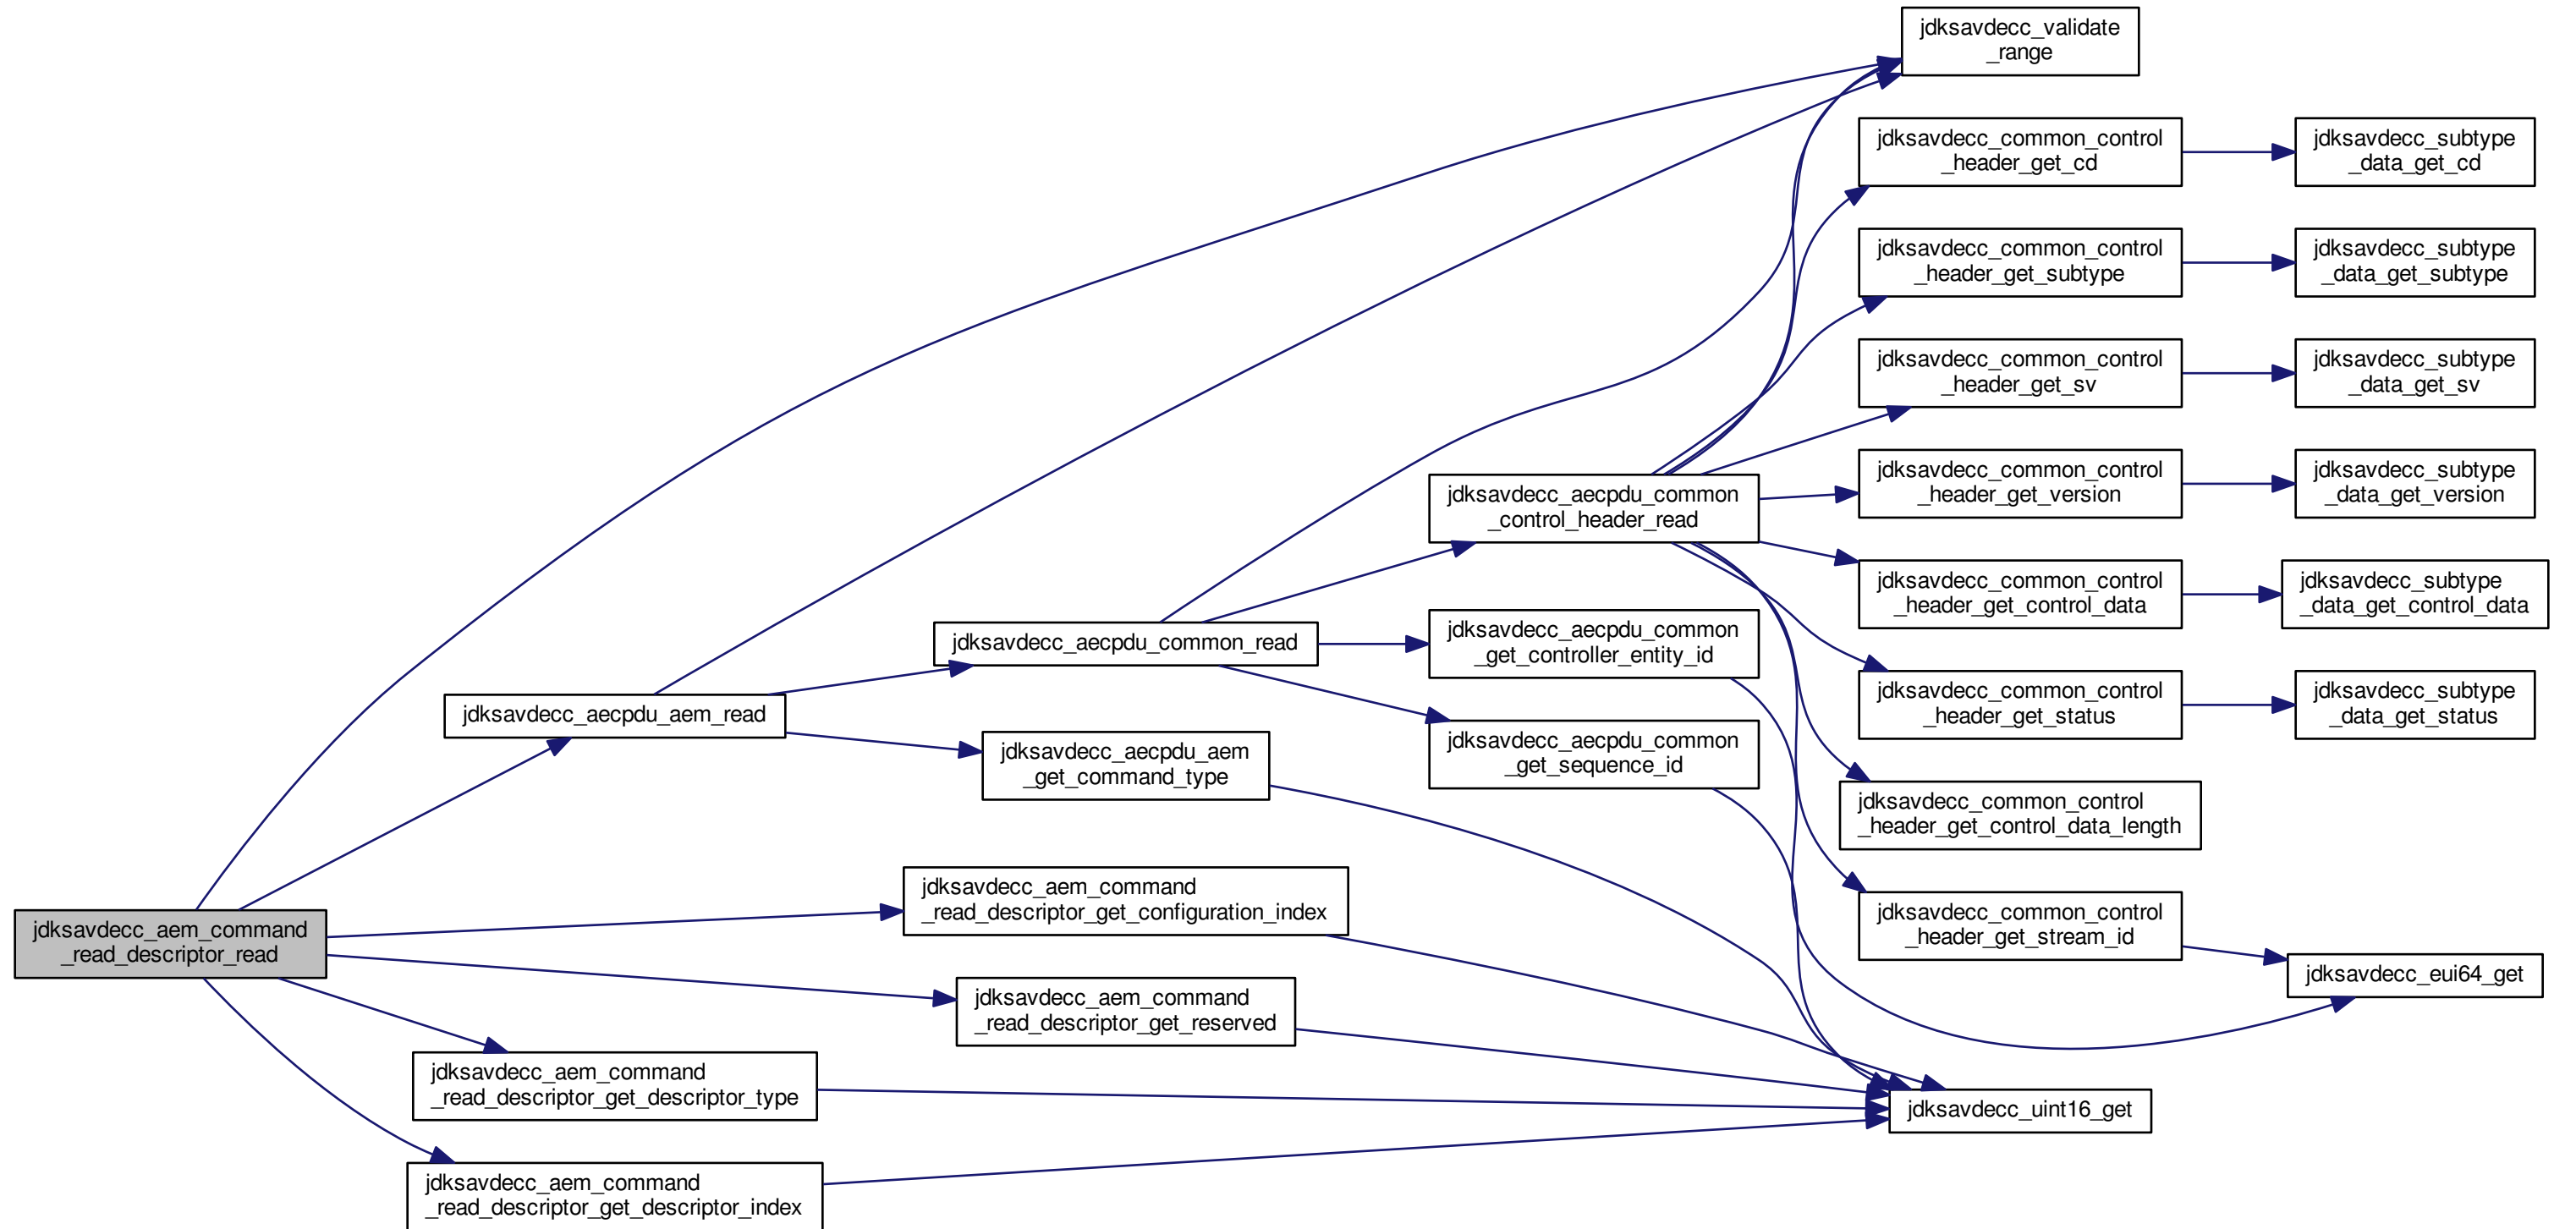 jdksavdecc_aem_command
_read_descriptor_read
jdksavdecc_aecpdu_aem_read
jdksavdecc_aem_command
_read_descriptor_get_descriptor_type
jdksavdecc_aem_command
_read_descriptor_get_descriptor_index
jdksavdecc_aecpdu_common_read
jdksavdecc_aecpdu_aem
_get_command_type
jdksavdecc_aem_command
_read_descriptor_get_configuration_index
jdksavdecc_aem_command
_read_descriptor_get_reserved
jdksavdecc_aecpdu_common
_control_header_read
jdksavdecc_aecpdu_common
_get_controller_entity_id
jdksavdecc_aecpdu_common
_get_sequence_id
jdksavdecc_validate
_range
jdksavdecc_common_control
_header_get_cd
jdksavdecc_common_control
_header_get_subtype
jdksavdecc_common_control
_header_get_sv
jdksavdecc_common_control
_header_get_version
jdksavdecc_common_control
_header_get_control_data
jdksavdecc_common_control
_header_get_status
jdksavdecc_common_control
_header_get_control_data_length
jdksavdecc_common_control
_header_get_stream_id
jdksavdecc_uint16_get
jdksavdecc_subtype
_data_get_cd
jdksavdecc_subtype
_data_get_subtype
jdksavdecc_subtype
_data_get_sv
jdksavdecc_subtype
_data_get_version
jdksavdecc_subtype
_data_get_control_data
jdksavdecc_subtype
_data_get_status
jdksavdecc_eui64_get